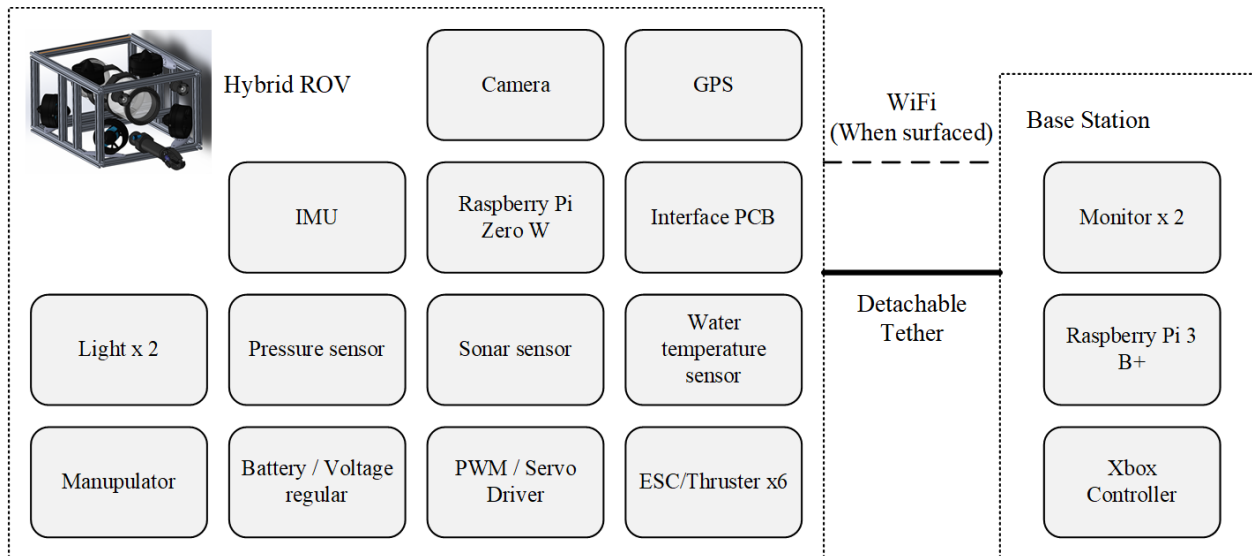 Hybrid ROV
Camera
GPS
WiFi
(When surfaced)
Base Station
IMU
Raspberry Pi
Zero W
Interface PCB
Monitor x 2
Detachable
Tether
Light x 2
Pressure sensor
Sonar sensor
Water
temperature
sensor
Raspberry Pi 3
B+
Manupulator
Battery / Voltage
regular
PWM / Servo
Driver
ESC/Thruster x6
Xbox
Controller